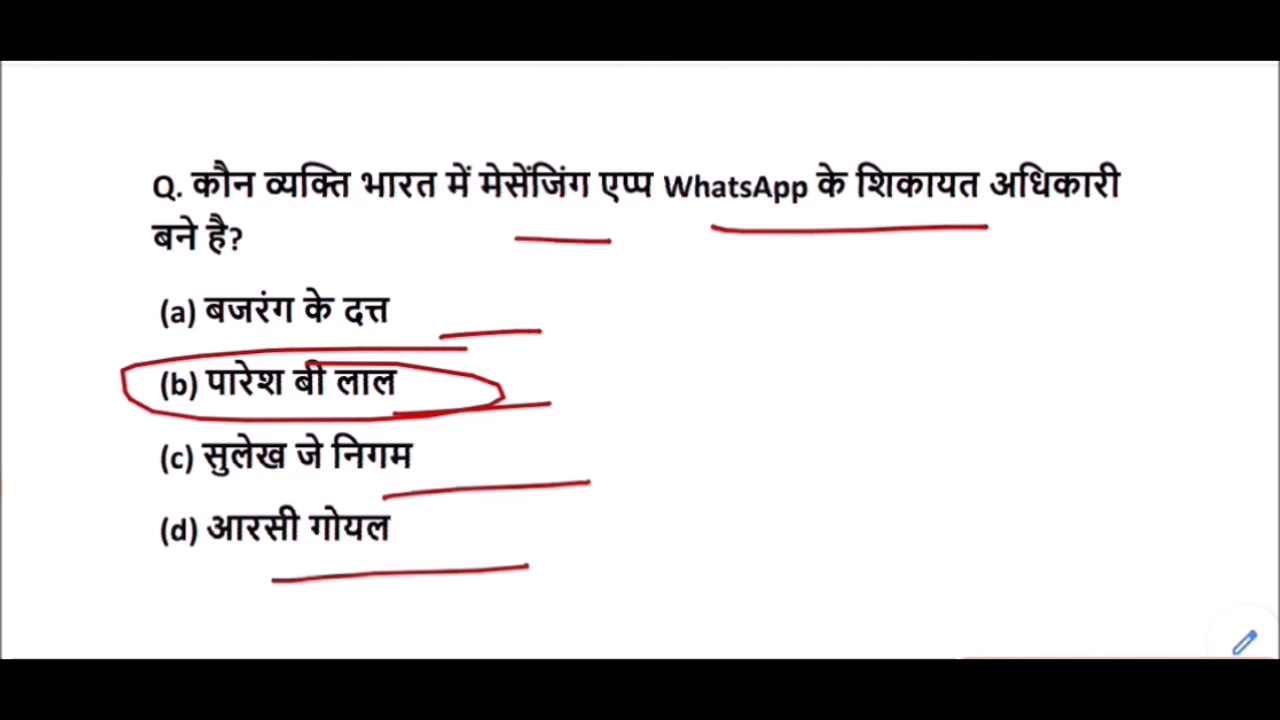 Q. कौन व्यक्ति भारत में मेसेंजिंग एप्प WhatsApp के शिकायत अधिकारी
बने है?
(a) बजरंग के दत्त
(b) पारेश बी लाल
(c) सुलेख जे निगम
(d) आरसी गोयल